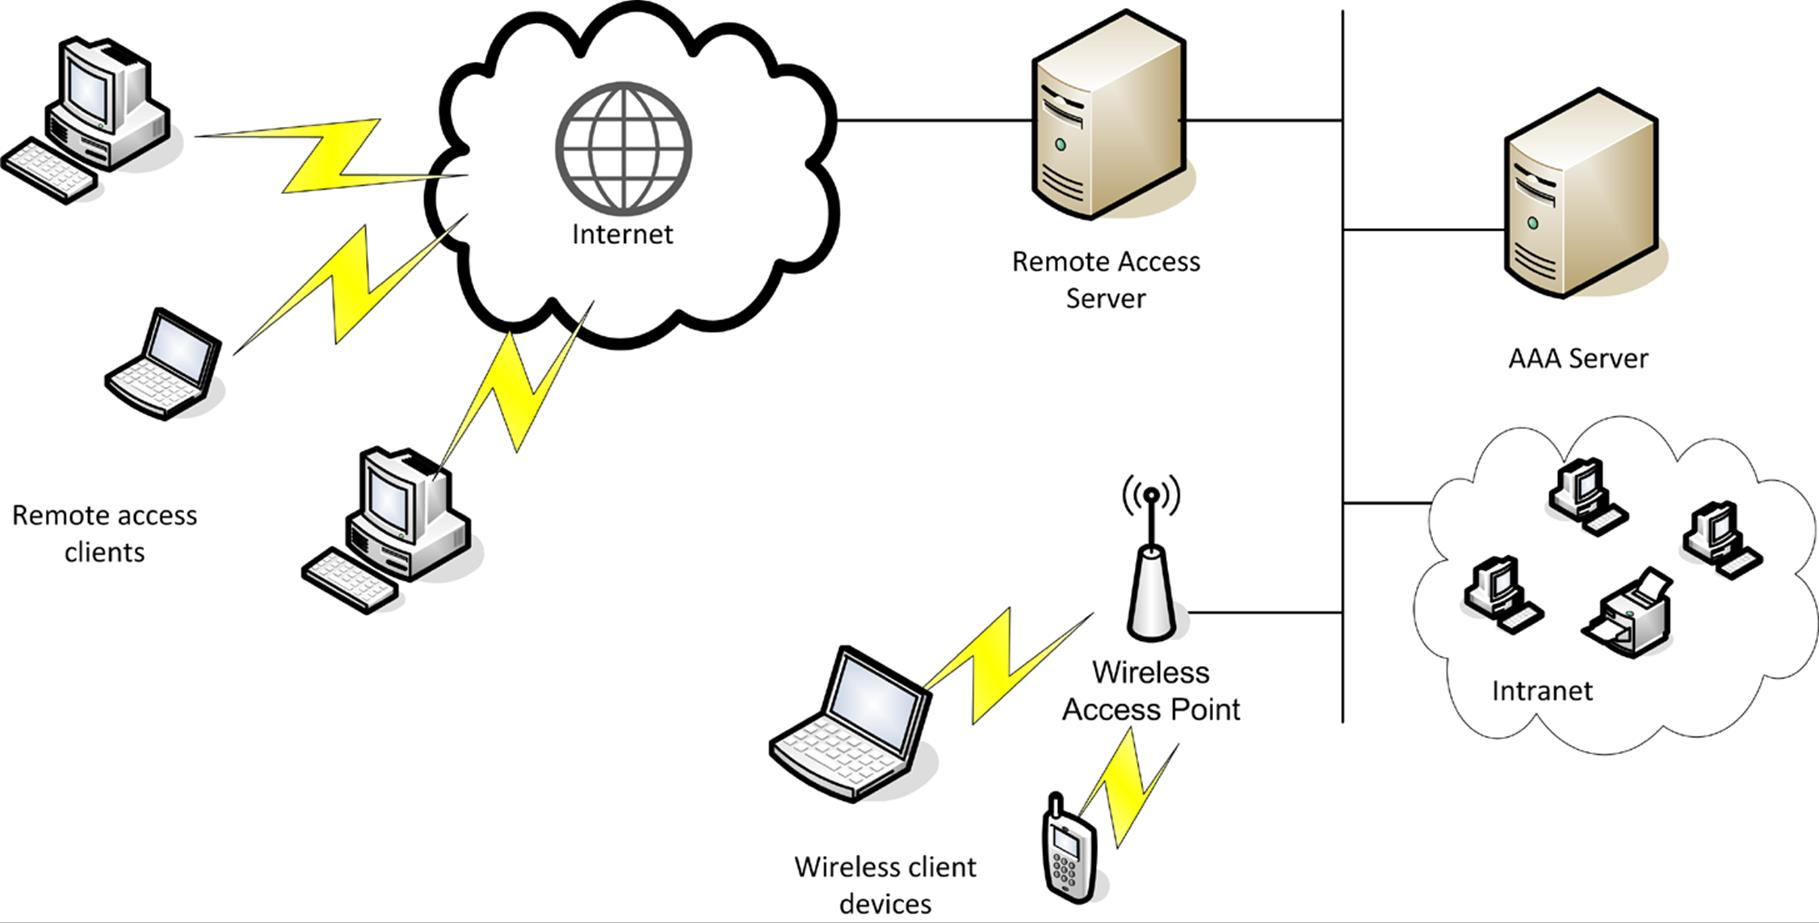 Internet
Remote Access
Server
AAA Server
Remote access
clients
Wireless
Access Point
Intranet
Wireless client
devices